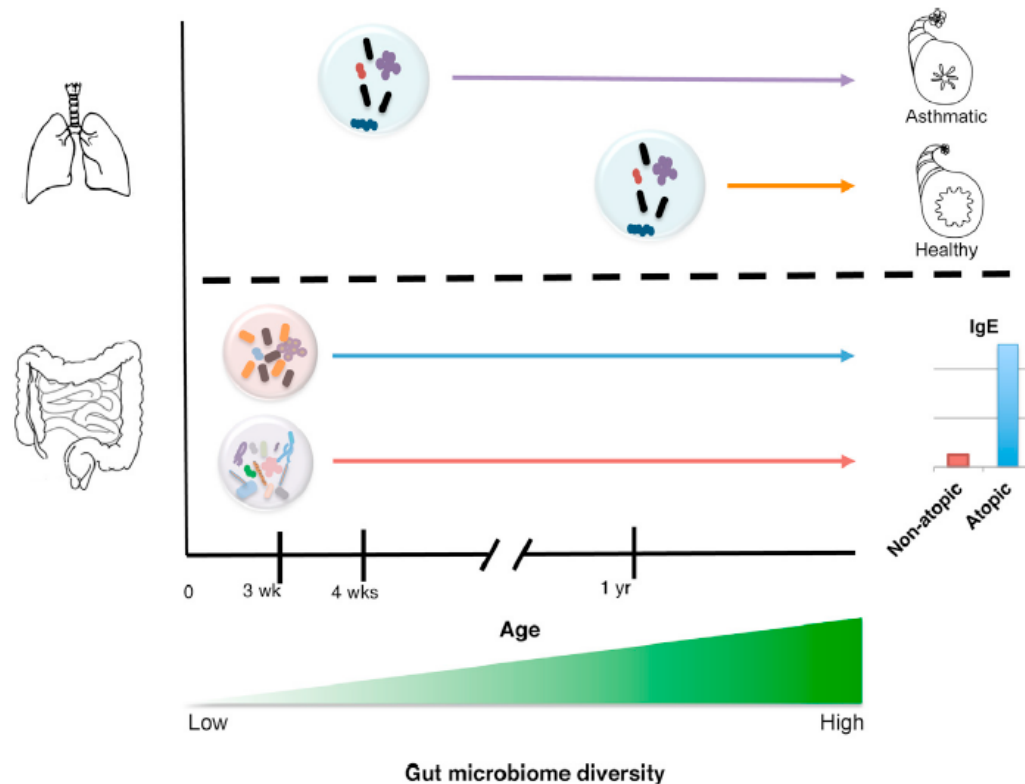 Asthmatic
Healthy
IgE
Non-atopic
Atopic
0
3 wk
4 wks
1 yr
Age
Low
High
Gut microbiome diversity